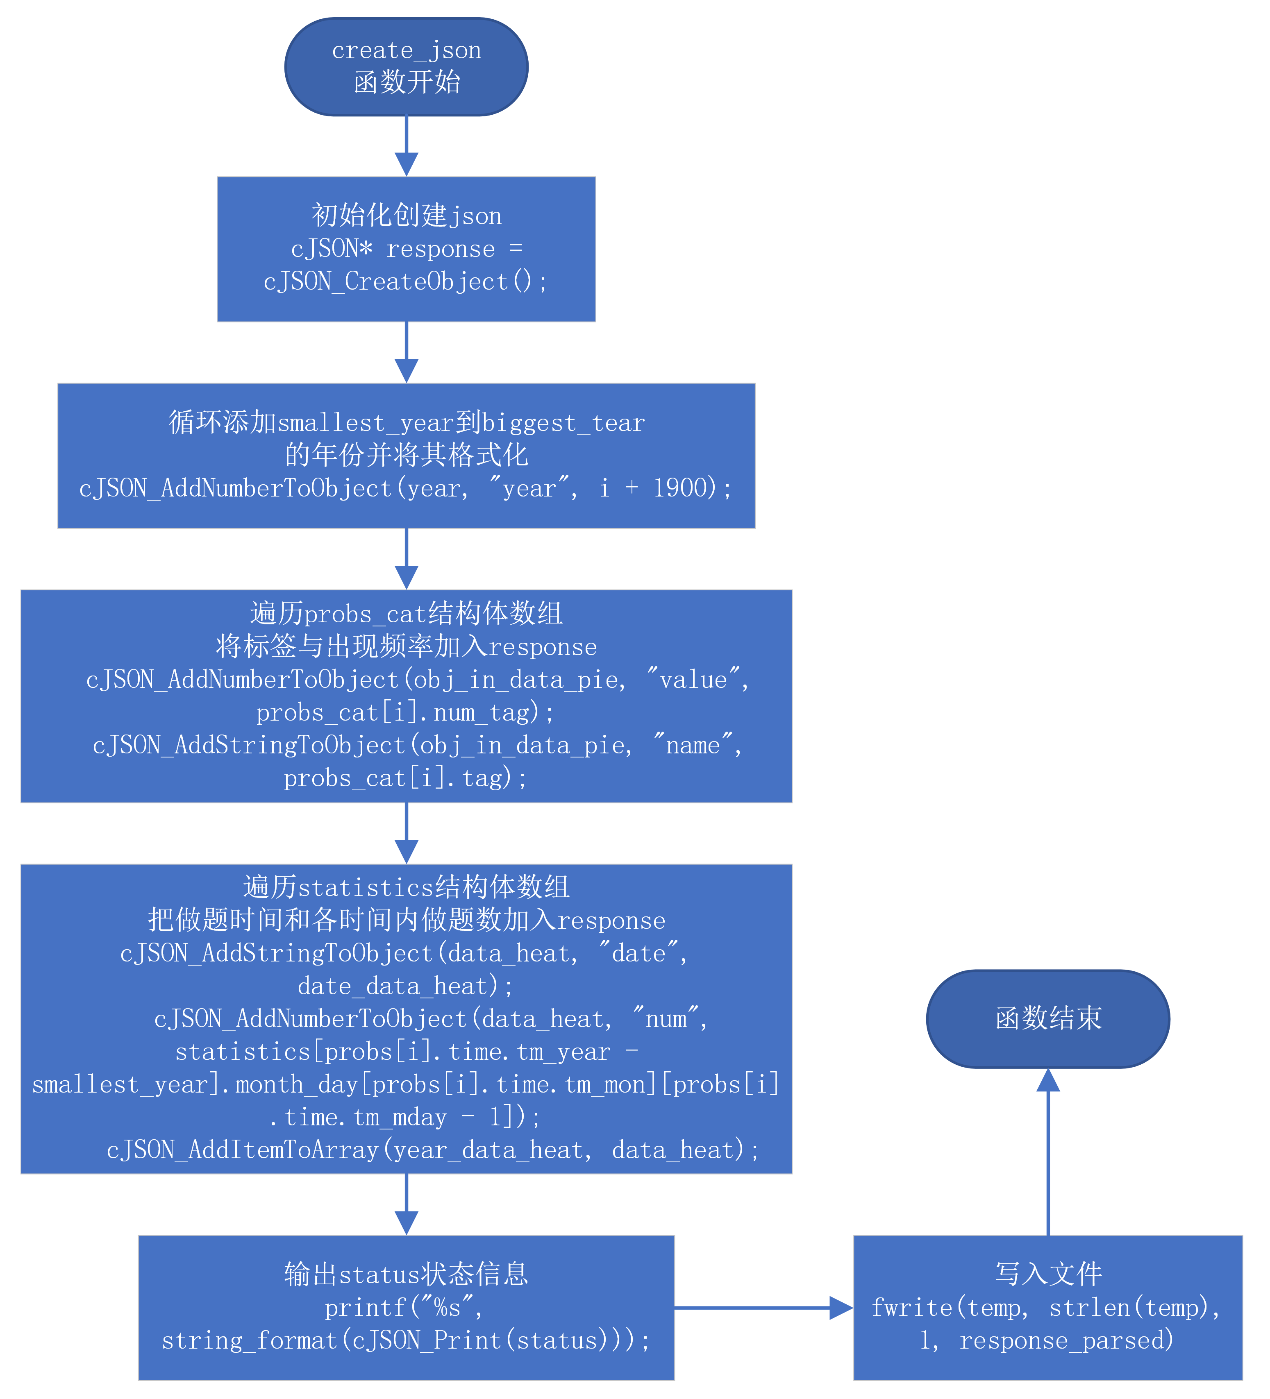 create_json
函数开始
初始化创建json
cJSON* response =
cJSON_CreateObject();
循环添加smallest_year到biggest_tear
的年份并将其格式化
cJSON_AddNumberToObject(year, "year", i + 1900);
遍历probs_cat结构体数组
将标签与出现频率加入response
cJSON_AddNumberToObject(obj_in_data_pie, "value",
probs_cat[i].num_tag);
cJSON_AddStringToObject(obj_in_data_pie, "name",
probs_cat[i].tag);
遍历statistics结构体数组
把做题时间和各时间内做题数加入response
cJSON_AddStringToObject(data_heat, "date",
date_data_heat);
cJSON_AddNumberToObject(data_heat, "num",
statistics[probs[i].time.tm_year -
smallest_year].month_day[probs[i].time.tm_mon][probs[i]
.time.tm_mday - 1]);
cJSON_AddItemToArray(year_data_heat, data_heat);
输出status状态信息
printf("%s",
string_format(cJSON_Print(status)));
写入文件
fwrite(temp, strlen(temp),
1, response_parsed)
函数结束